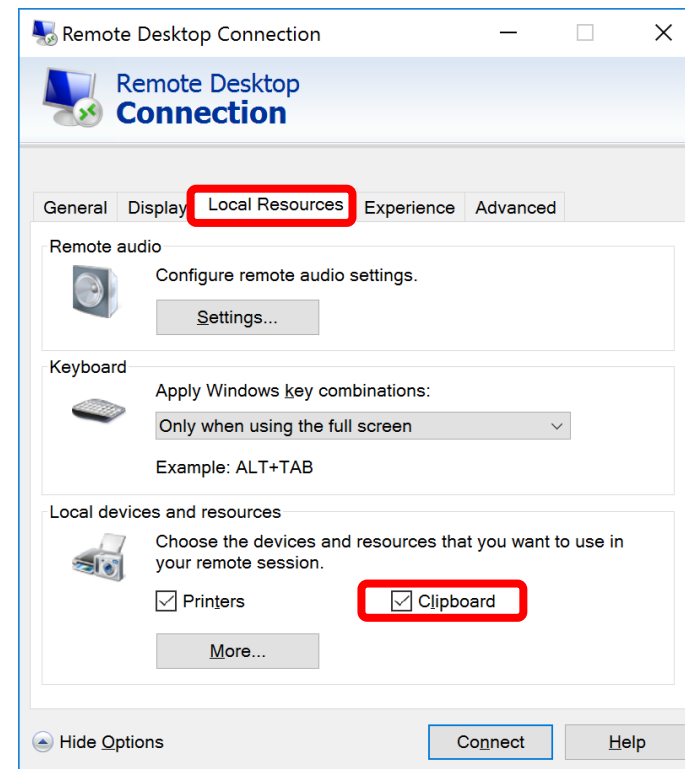 Remote Desktop Connection
Remote Desktop
Connection
General Display Local Resources Experience Advanced
Remote audio
Configure remote audio settings.
Settings...
Keyboard
Apply Windows key combinations:
Only when using the full screen
Example: ALT+TAB
Local devices and resources
Choose the devices and resources that you want to use in
your remote session.
Printers Clipboard
More...
Hide Options Connect Help